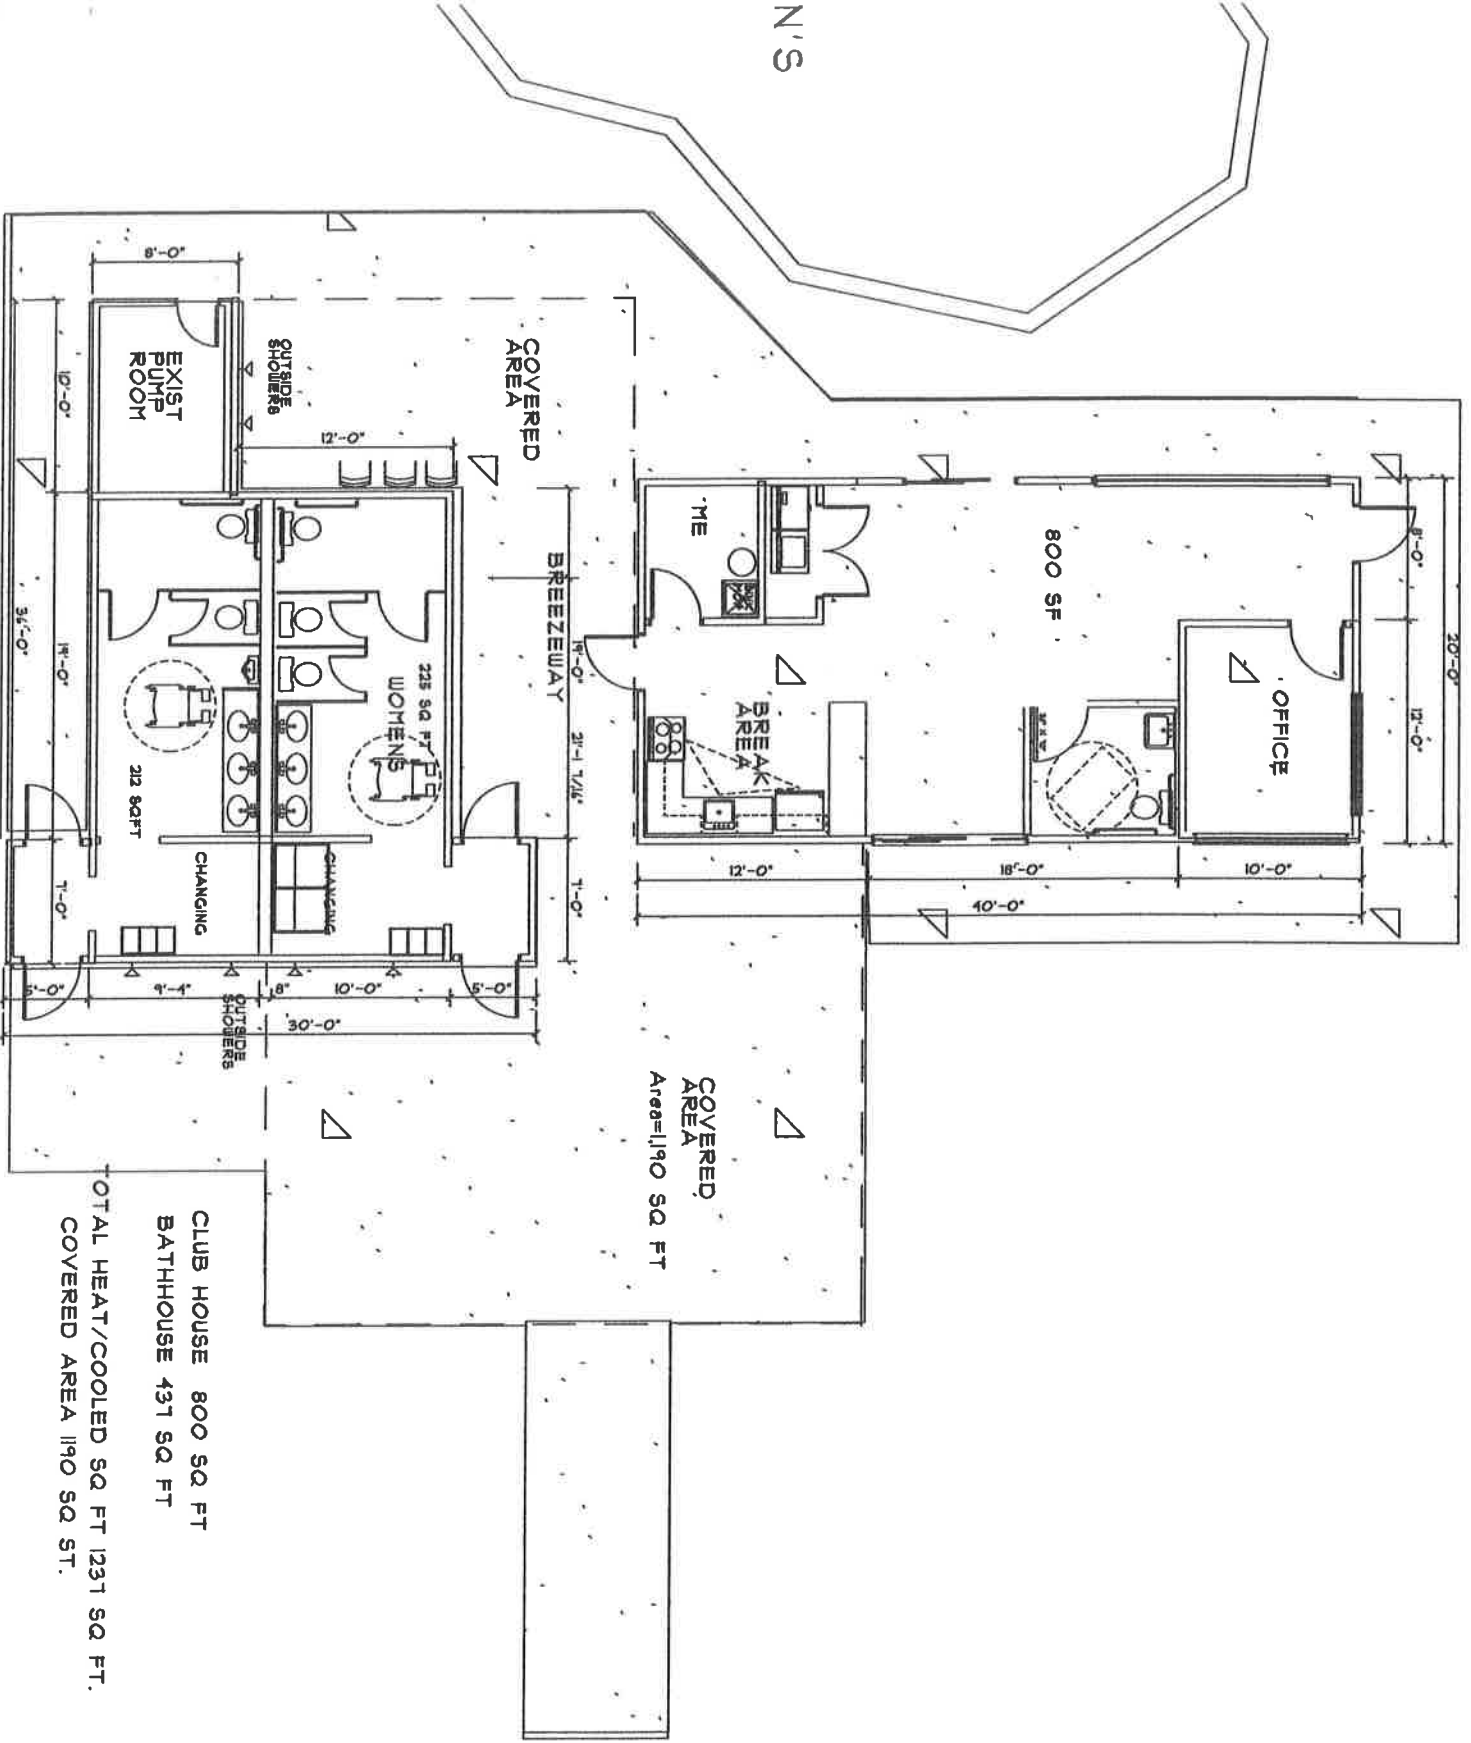 N'S
8'-0"
OUTSIDE
SHOWERS
COVERED
AREA
EXIST
PUMP
ROOM
10'-0"
12'-0"
BREEZEWAY
'ME
800 SF
8'-0"
20'-0"
12'-0"
OFFICE
BREAK
AREA
19'-0"
21'-1 7/16"
225 SQ FT
WOMENS
36'-0"
19'-0"
212 SQFT
CHANGING
CHANGING
7'-0"
7'-0"
12'-0"
18'-0"
10'-0"
40'-0"
5'-0"
9'-4"
8"
10'-0"
5'-0"
30'-0"
OUTSIDE
SHOWERS
COVERED
AREA
Area=1,190 SQ FT
CLUB HOUSE 800 SQ FT
BATHHOUSE 437 SQ FT
TOTAL HEAT/COOLED SQ FT 1237 SQ FT.
COVERED AREA 1190 SQ ST.